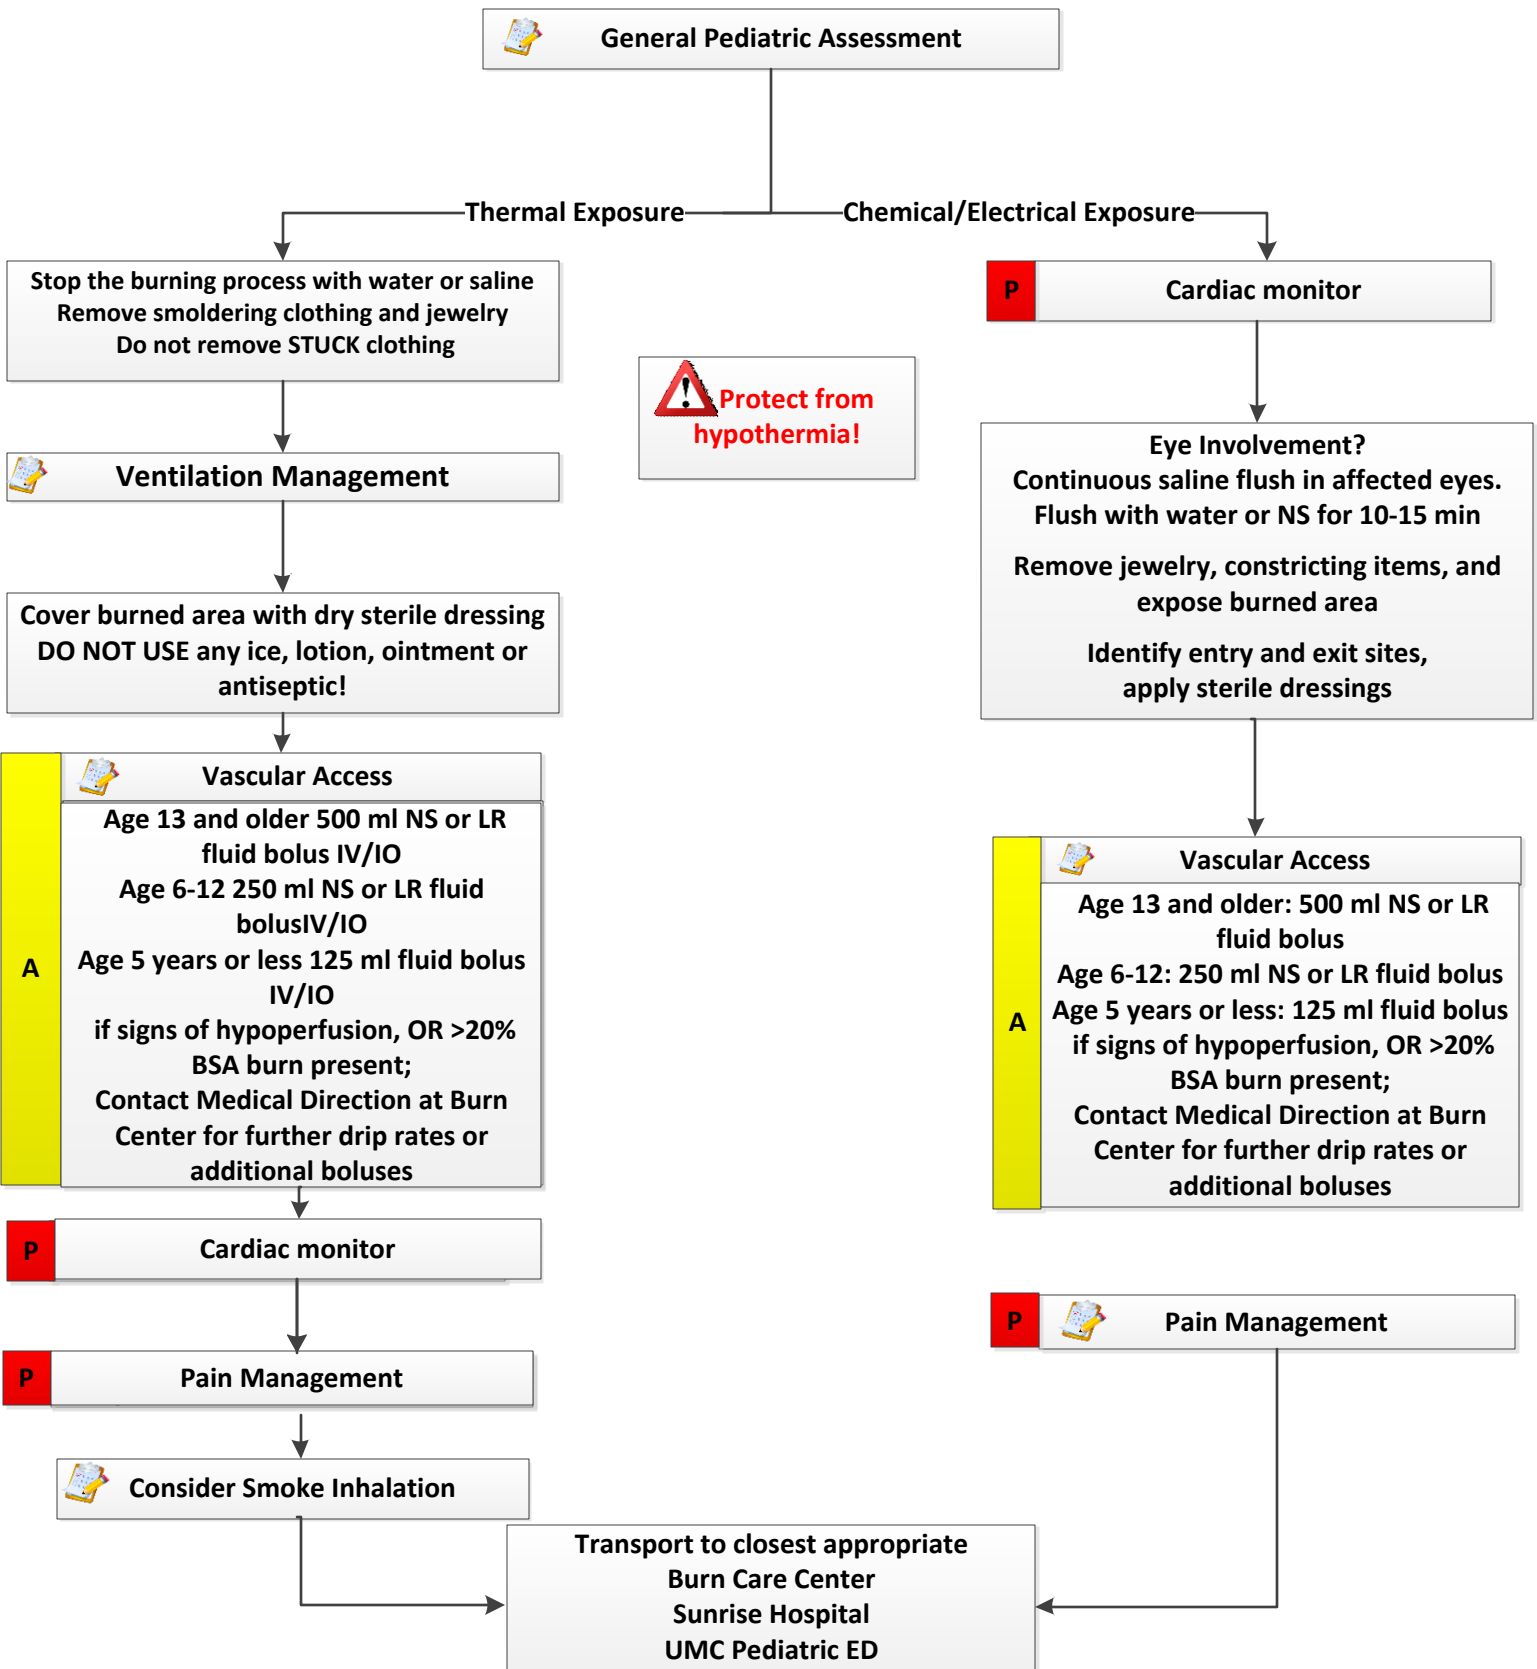 General Pediatric Assessment
Thermal Exposure
Chemical/Electrical Exposure
Stop the burning process with water or saline
Remove smoldering clothing and jewelry
Do not remove STUCK clothing
Ventilation Management
Cover burned area with dry sterile dressing
DO NOT USE any ice, lotion, ointment or
antiseptic!
A
Vascular Access
Age 13 and older 500 ml NS or LR
fluid bolus IV/IO
Age 6-12 250 ml NS or LR fluid
bolusIV/IO
Age 5 years or less 125 ml fluid bolus
IV/IO
if signs of hypoperfusion, OR >20%
BSA burn present;
Contact Medical Direction at Burn
Center for further drip rates or
additional boluses
P
Cardiac monitor
P
Pain Management
Consider Smoke Inhalation
Protect from
hypothermia!
P
Cardiac monitor
Eye Involvement?
Continuous saline flush in affected eyes.
Flush with water or NS for 10-15 min
Remove jewelry, constricting items, and
expose burned area
Identify entry and exit sites,
apply sterile dressings
A
Vascular Access
Age 13 and older: 500 ml NS or LR
fluid bolus
Age 6-12: 250 ml NS or LR fluid bolus
Age 5 years or less: 125 ml fluid bolus
if signs of hypoperfusion, OR >20%
BSA burn present;
Contact Medical Direction at Burn
Center for further drip rates or
additional boluses
P
Pain Management
Transport to closest appropriate
Burn Care Center
Sunrise Hospital
UMC Pediatric ED